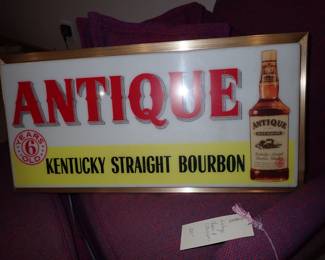 ANTIQUE
6 YEARS OLD
KENTUCKY STRAIGHT BOURBON
ANTIQUE